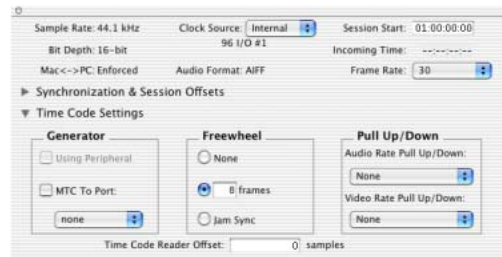 Sample Rate: 44.1 kHz Clock Source: Internal Session Start: 01:00:00:00
Bit Depth: 16-bit 96 I/O #1 Incoming Time: --:--:--:--
Mac<->PC: Enforced Audio Format: AIFF Frame Rate: 30
Synchronization & Session Offsets
Time Code Settings
Generator
Using Peripheral
MTC To Port:
none
Freewheel
None
8 frames
Jam Sync
Pull Up/Down
Audio Rate Pull Up/Down:
None
Video Rate Pull Up/Down:
None
Time Code Reader Offset: 0 samples